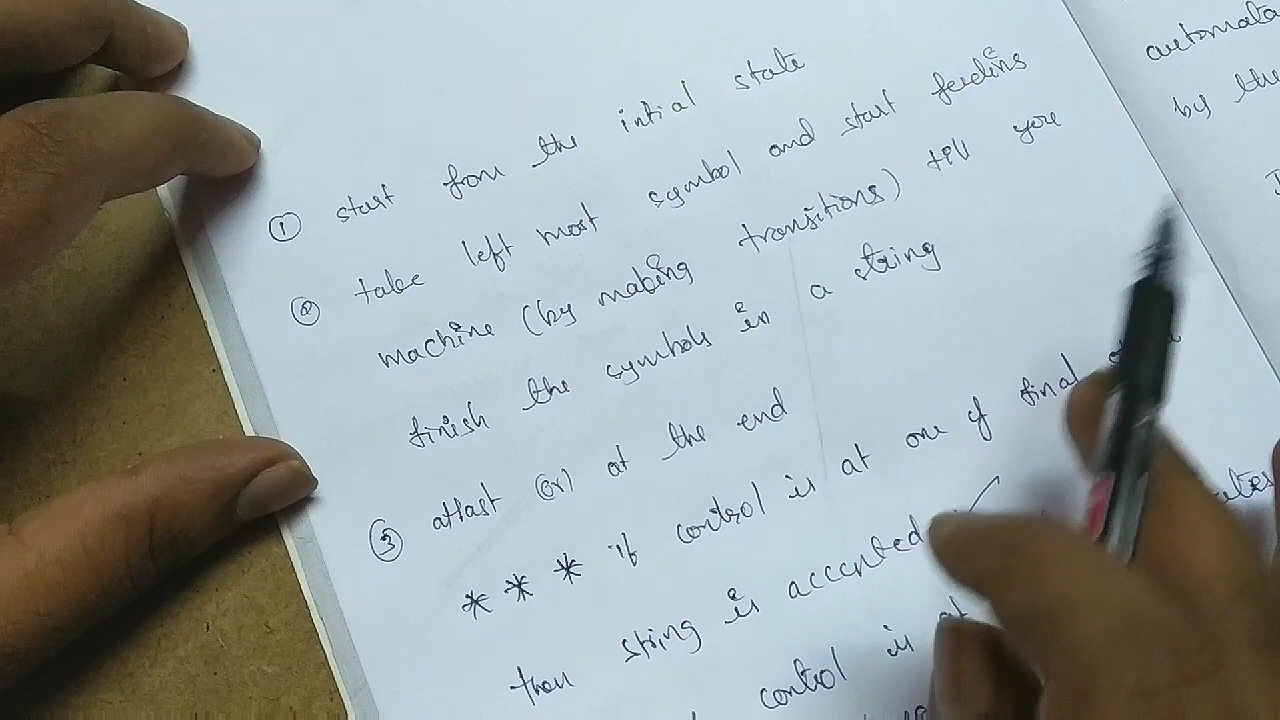 ① start from the intial state
② take left most symbol and start feeding
machine (by making transitions) till you
finish the symbols in a string
③ atlast (or) at the end
* * * if control is at one of final
then string is accepted
control is at
automata
by the